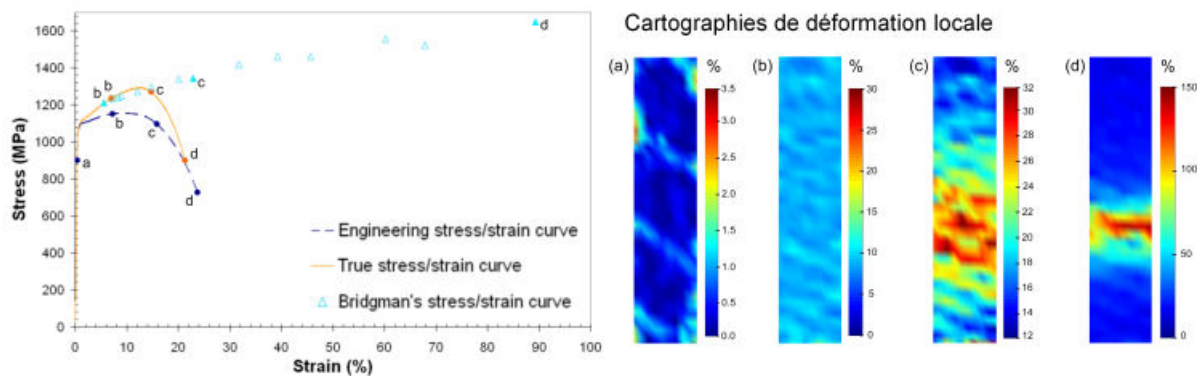 Cartographies de déformation locale
1600
1400
1200
1000
800
600
400
200
0
Stress (MPa)
0 10 20 30 40 50 60 70 80 90 100
Strain (%)
a
b
b
b
c
c
c
d
d
d
Engineering stress/strain curve
True stress/strain curve
Bridgman's stress/strain curve
(a) %
3.5
3.0
2.5
2.0
1.5
1.0
0.5
0.0
(b) %
30
25
20
15
10
5
0
(c) %
32
30
28
26
24
22
20
18
16
14
12
(d) %
150
100
50
0